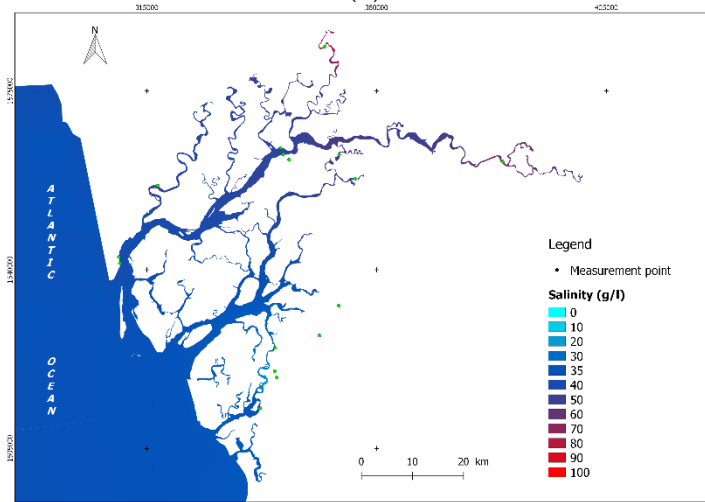 315000 360000 405000
N
1575000
1540000
1505000
ATLANTIC
OCEAN
Legend
Measurement point
Salinity (g/l)
0
10
20
30
35
40
50
60
70
80
90
100
0 10 20 km